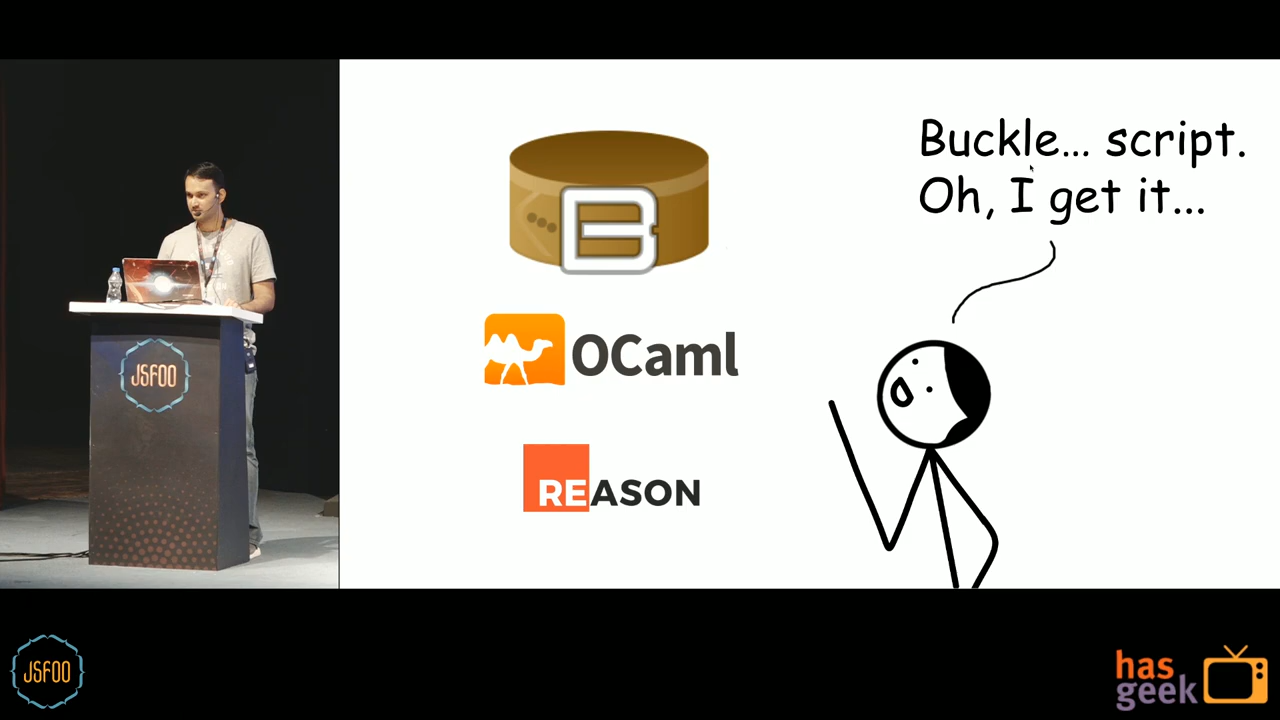 Buckle... script.
Oh, I get it...
B
OCaml
REASON
JSFOO
JSFOO
has
geek